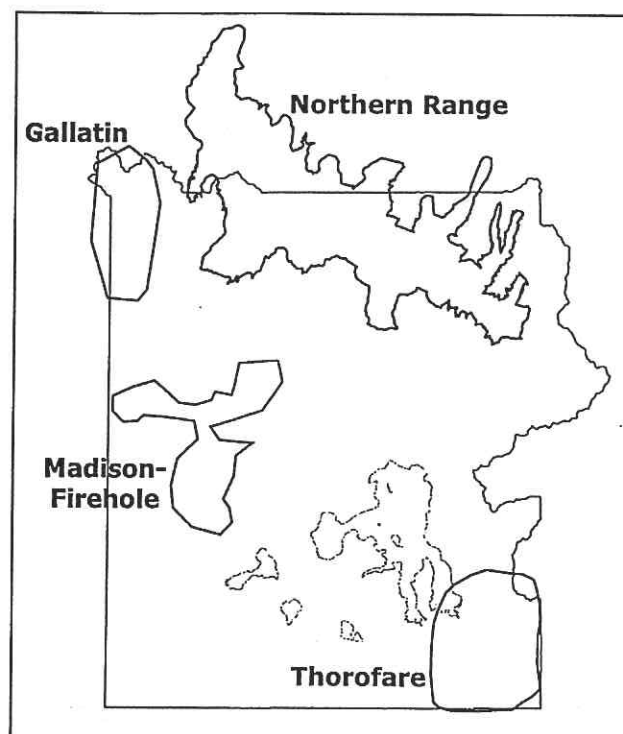 Northern Range
Gallatin
Madison-
Firehole
Thorofare